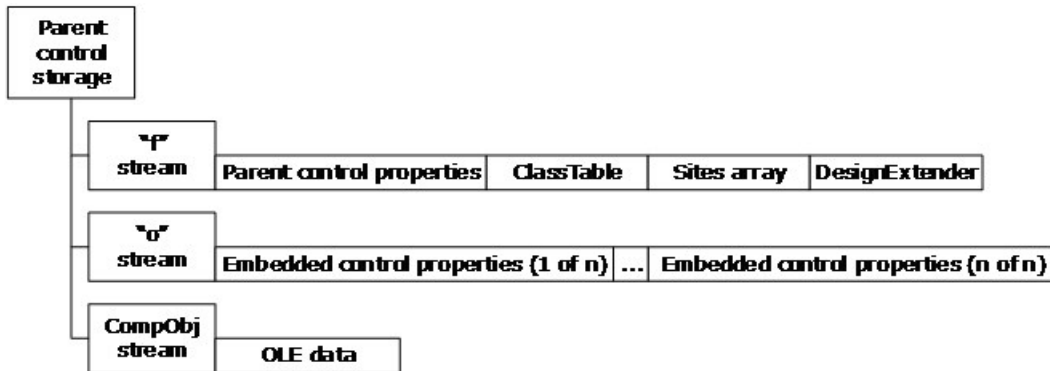 Parent
control
storage
"f"
stream
Parent control properties
ClassTable
Sites array
DesignExtender
"o"
stream
Embedded control properties (1 of n)
...
Embedded control properties (n of n)
CompObj
stream
OLE data